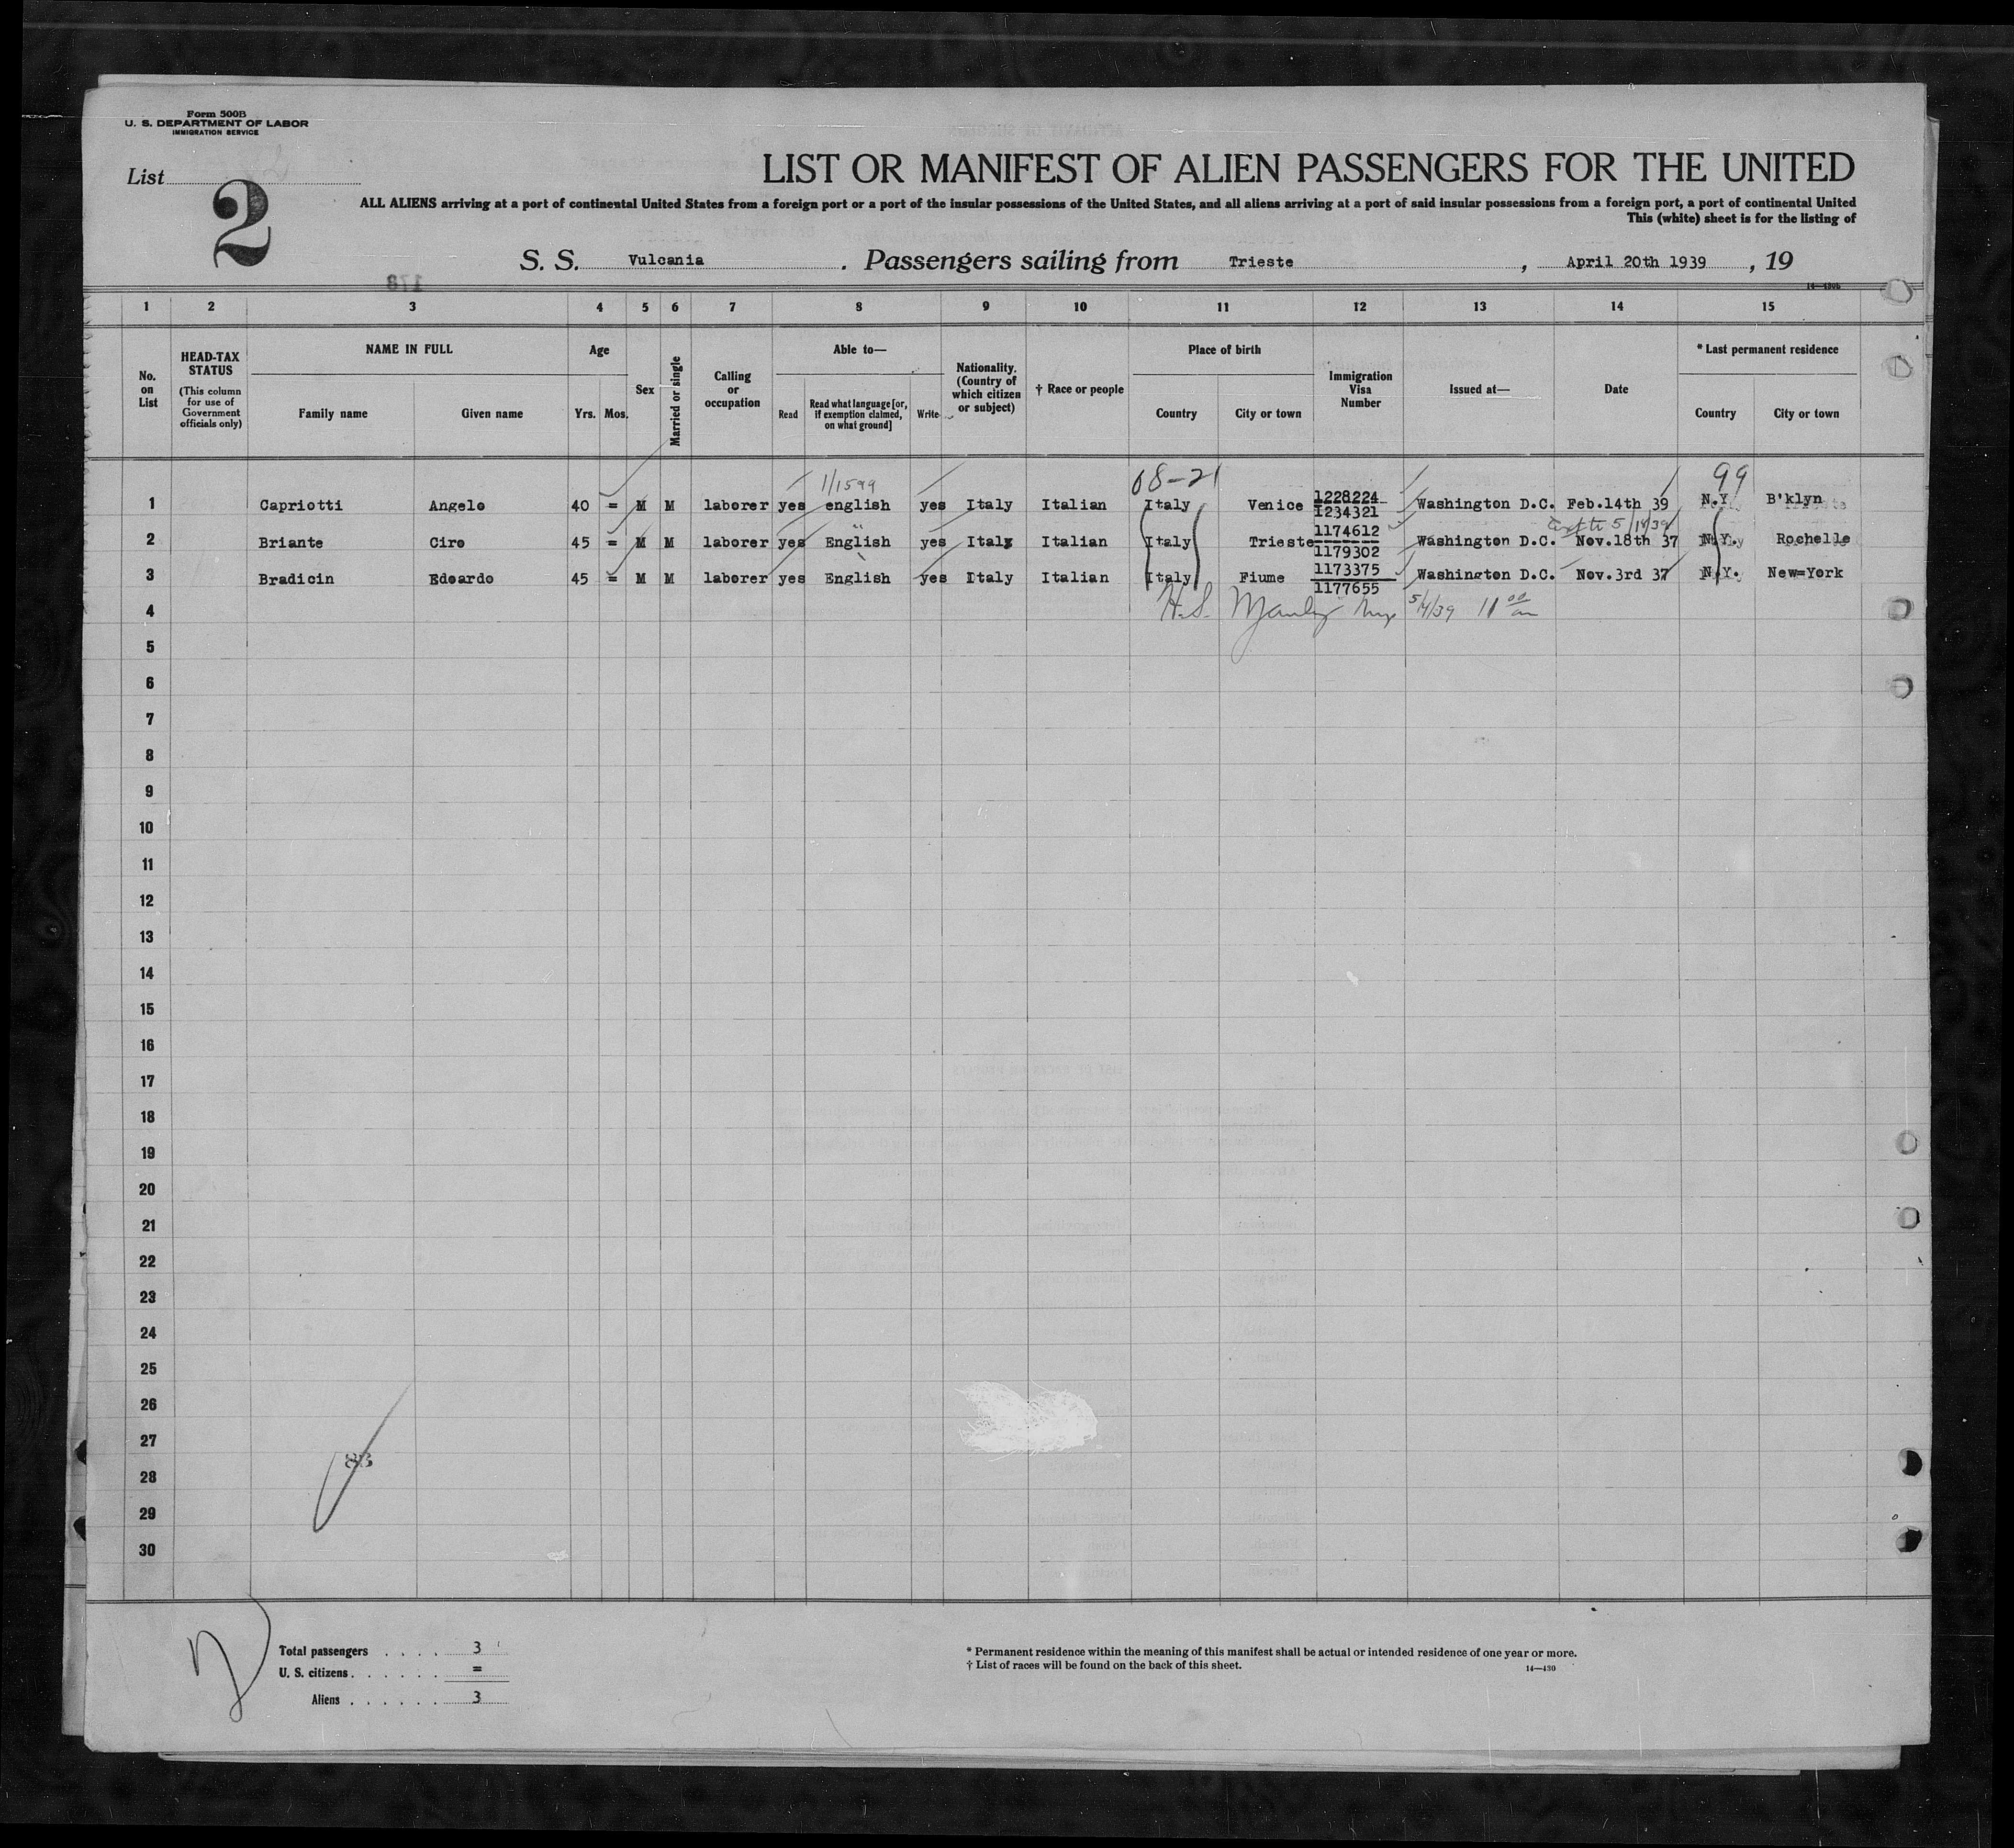 Form 500B
U. S. DEPARTMENT OF LABOR
IMMIGRATION SERVICE
List
2
LIST OR MANIFEST OF ALIEN PASSENGERS FOR THE UNITED
ALL ALIENS arriving at a port of continental United States from a foreign port or a port of the insular possessions of the United States, and all aliens arriving at a port of said insular possessions from a foreign port, a port of continental United
This (white) sheet is for the listing of
S. S. Vulcania . Passengers sailing from Trieste , April 20th 1939 , 19
14—430b
1 2 3 4 5 6 7 8 9 10 11 12 13 14 15
No. on List
HEAD-TAX STATUS
(This column for use of Government officials only)
NAME IN FULL
Family name Given name
Age
Yrs. Mos.
Sex
Married or single
Calling or occupation
Able to—
Read Read what language [or, if exemption claimed, on what ground] Write
Nationality. (Country of which citizen or subject)
† Race or people
Place of birth
Country City or town
Immigration Visa Number
Issued at—
Date
* Last permanent residence
Country City or town
1/1599 68-21 99
1 Capriotti Angelo 40 = M M laborer yes english yes Italy Italian Italy Venice 1228224 1234321 Washington D.C. Feb.14th 39 N.Y. B'klyn
2 Briante Ciro 45 = M M laborer yes English yes Italy Italian Italy Trieste 1174612 1179302 Washington D.C. Nov.18th 37 N.Y. Rochelle
3 Bradicin Edoardo 45 = M M laborer yes English yes Italy Italian Italy Fiume 1173375 1177655 Washington D.C. Nov.3rd 37 N.Y. New=York
4 H.S. 5/4/39 11 00 am
5
6
7
8
9
10
11
12
13
14
15
16
17
18
19
20
21
22
23
24
25
26
27
28
29
30
Total passengers . . . . 3
U. S. citizens . . . . . . =
Aliens . . . . . . 3
* Permanent residence within the meaning of this manifest shall be actual or intended residence of one year or more.
† List of races will be found on the back of this sheet.
14—430